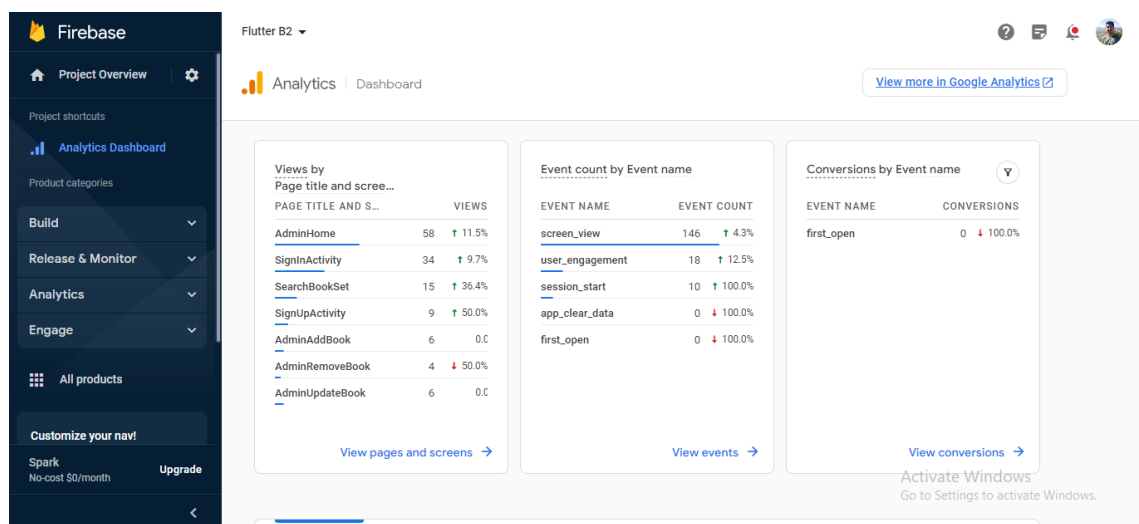 Firebase
Flutter B2
Project Overview
Analytics Dashboard
View more in Google Analytics
Project shortcuts
Analytics Dashboard
Product categories
Build
Release & Monitor
Analytics
Engage
All products
Customize your nav!
Spark
No-cost $0/month
Upgrade
Views by
Page title and scree...
PAGE TITLE AND S... VIEWS
AdminHome 58 ↑ 11.5%
SignInActivity 34 ↑ 9.7%
SearchBookSet 15 ↑ 36.4%
SignUpActivity 9 ↑ 50.0%
AdminAddBook 6 0.0
AdminRemoveBook 4 ↓ 50.0%
AdminUpdateBook 6 0.0
View pages and screens →
Event count by Event name
EVENT NAME EVENT COUNT
screen_view 146 ↑ 4.3%
user_engagement 18 ↑ 12.5%
session_start 10 ↑ 100.0%
app_clear_data 0 ↓ 100.0%
first_open 0 ↓ 100.0%
View events →
Conversions by Event name
EVENT NAME CONVERSIONS
first_open 0 ↓ 100.0%
View conversions →
Activate Windows
Go to Settings to activate Windows.